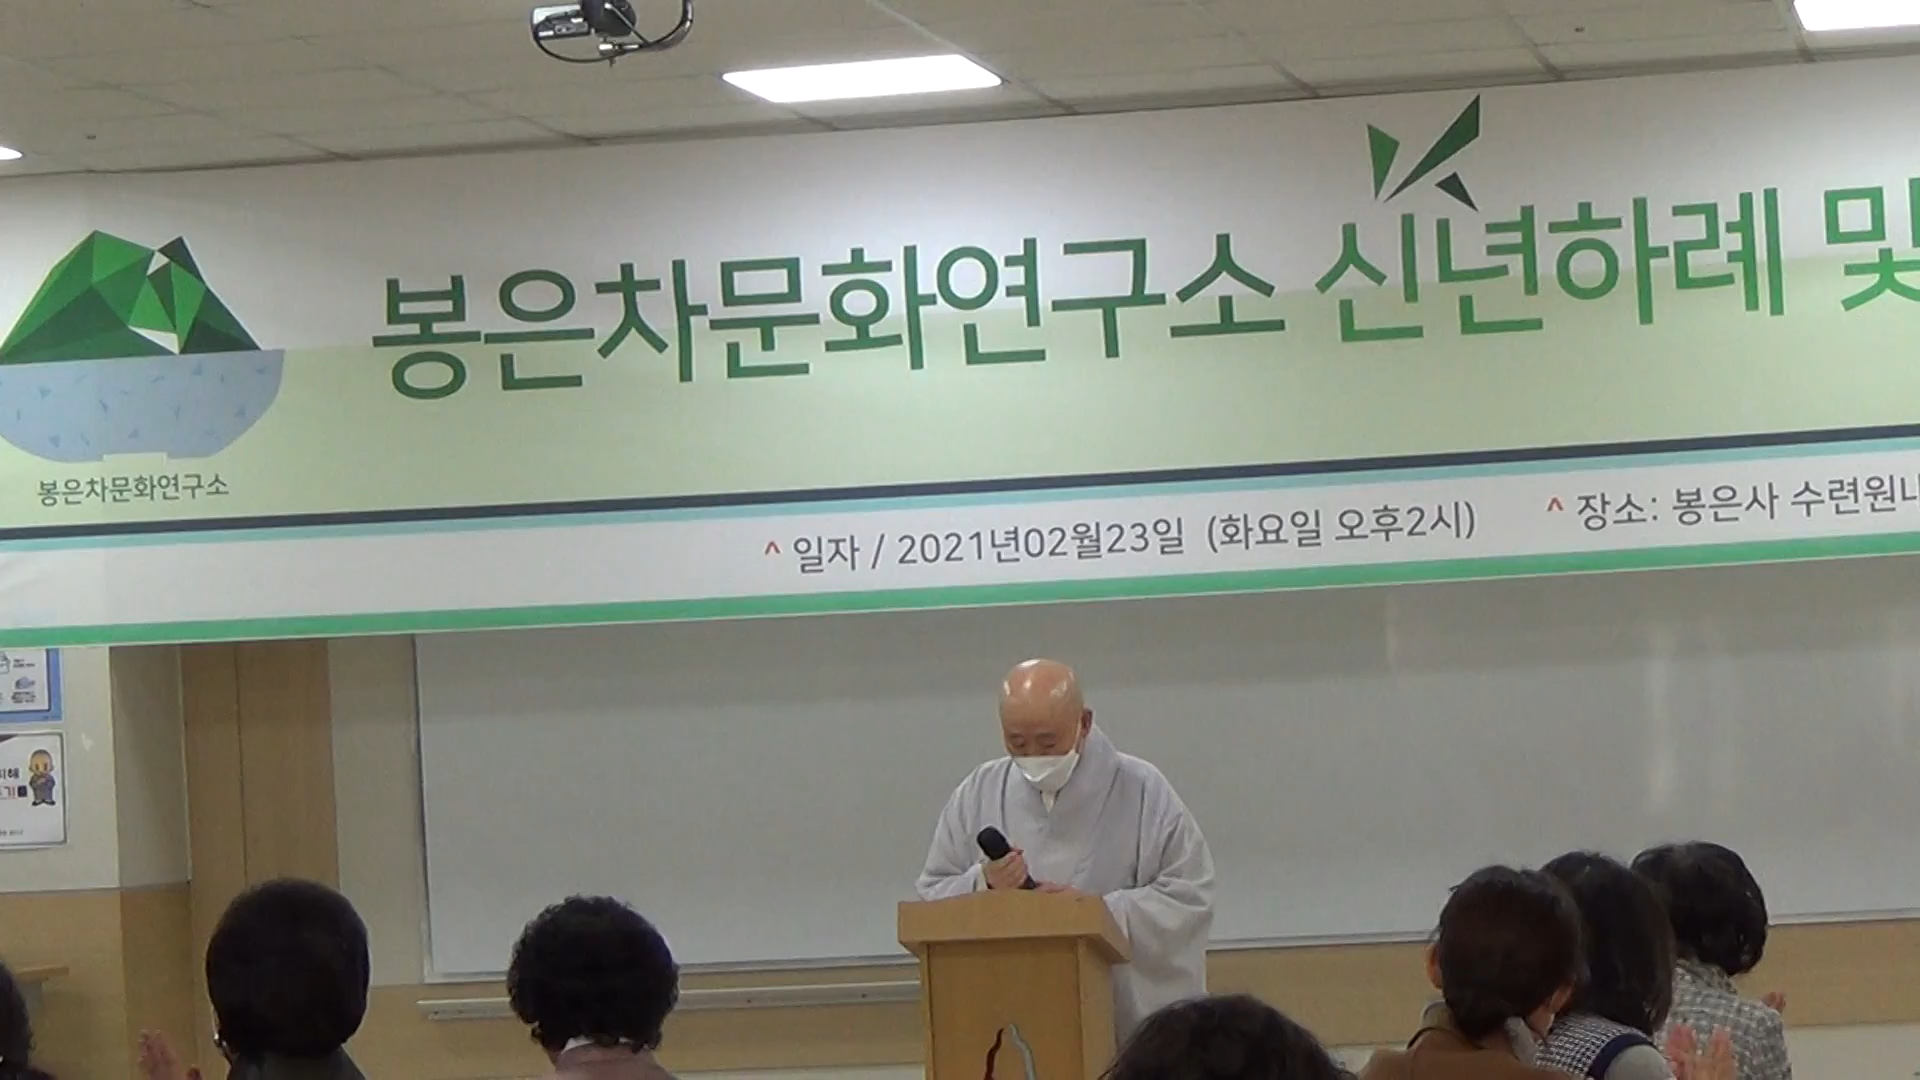 봉은차문화연구소 신년하례 및
봉은차문화연구소
^ 일자 / 2021년02월23일 (화요일 오후2시) ^ 장소: 봉은사 수련원내